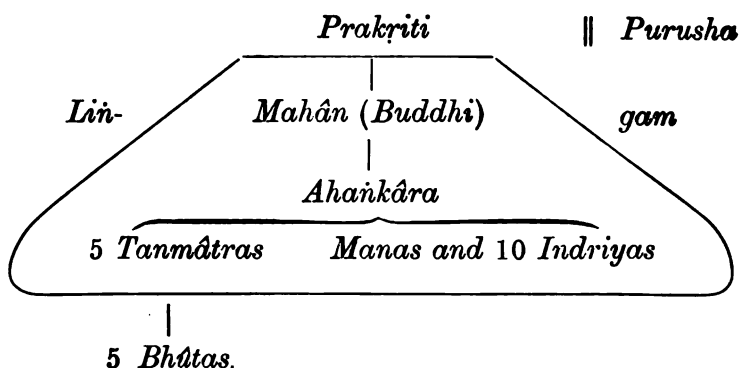 Prakṛiti ‖ Purusha
Liṅ- Mahân (Buddhi) gam
Ahaṅkâra
5 Tanmâtras Manas and 10 Indriyas
5 Bhûtas.